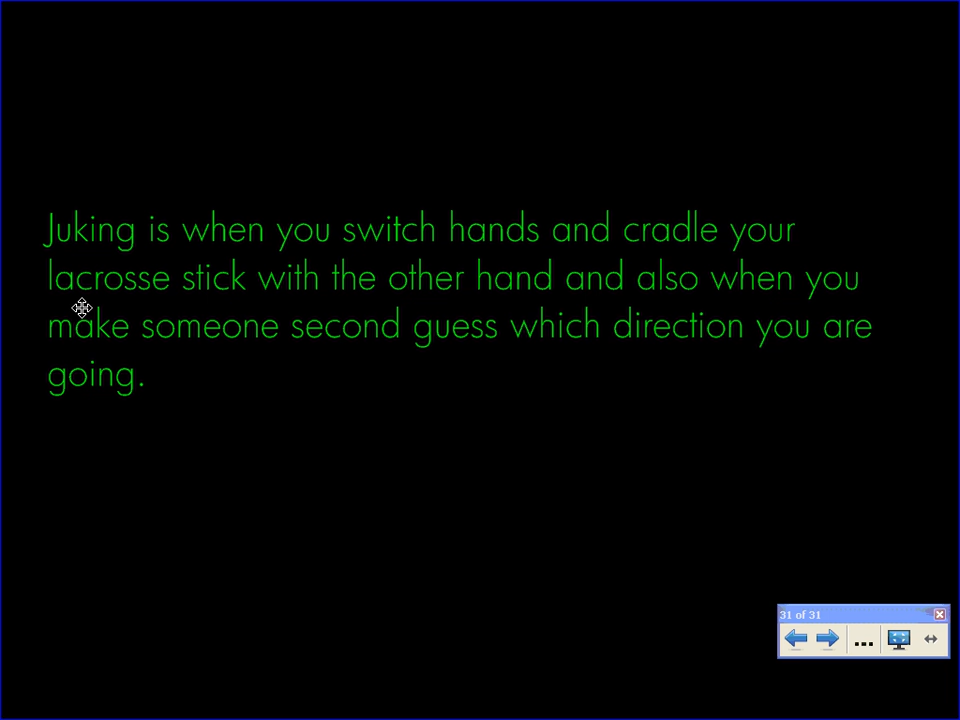 Juking is when you switch hands and cradle your
lacrosse stick with the other hand and also when you
make someone second guess which direction you are
going.
31 of 31
...